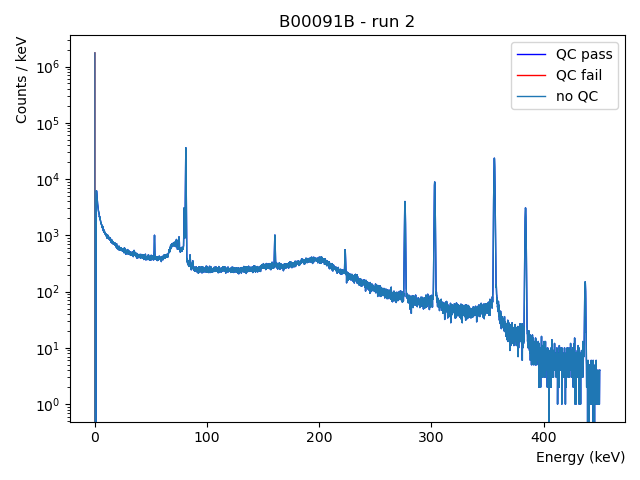 B00091B - run 2
Counts / keV
QC pass
QC fail
no QC
10^6
10^5
10^4
10^3
10^2
10^1
10^0
0 100 200 300 400
Energy (keV)